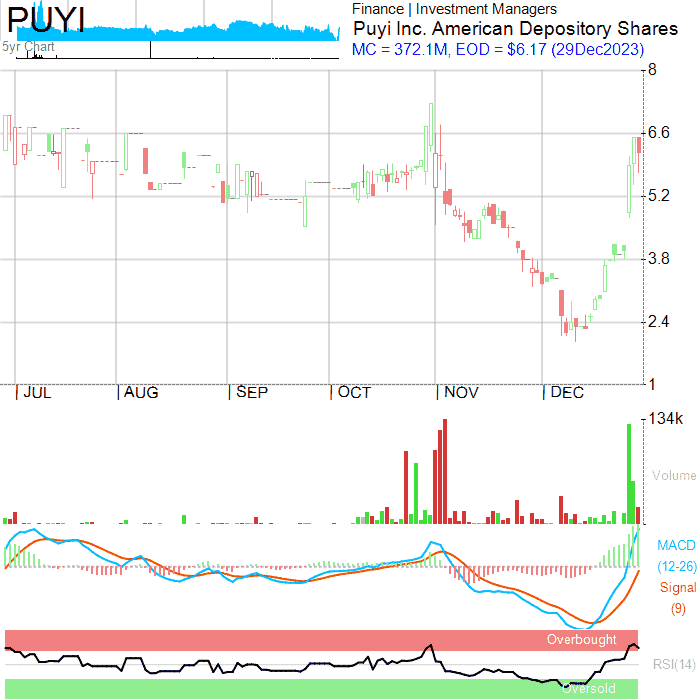 PUYI
5yr Chart
Finance | Investment Managers
Puyi Inc. American Depository Shares
MC = 372.1M, EOD = $6.17 (29Dec2023)
8
6.6
5.2
3.8
2.4
1
JUL AUG SEP OCT NOV DEC
134k
Volume
MACD
(12-26)
Signal
(9)
Overbought
RSI(14)
Oversold